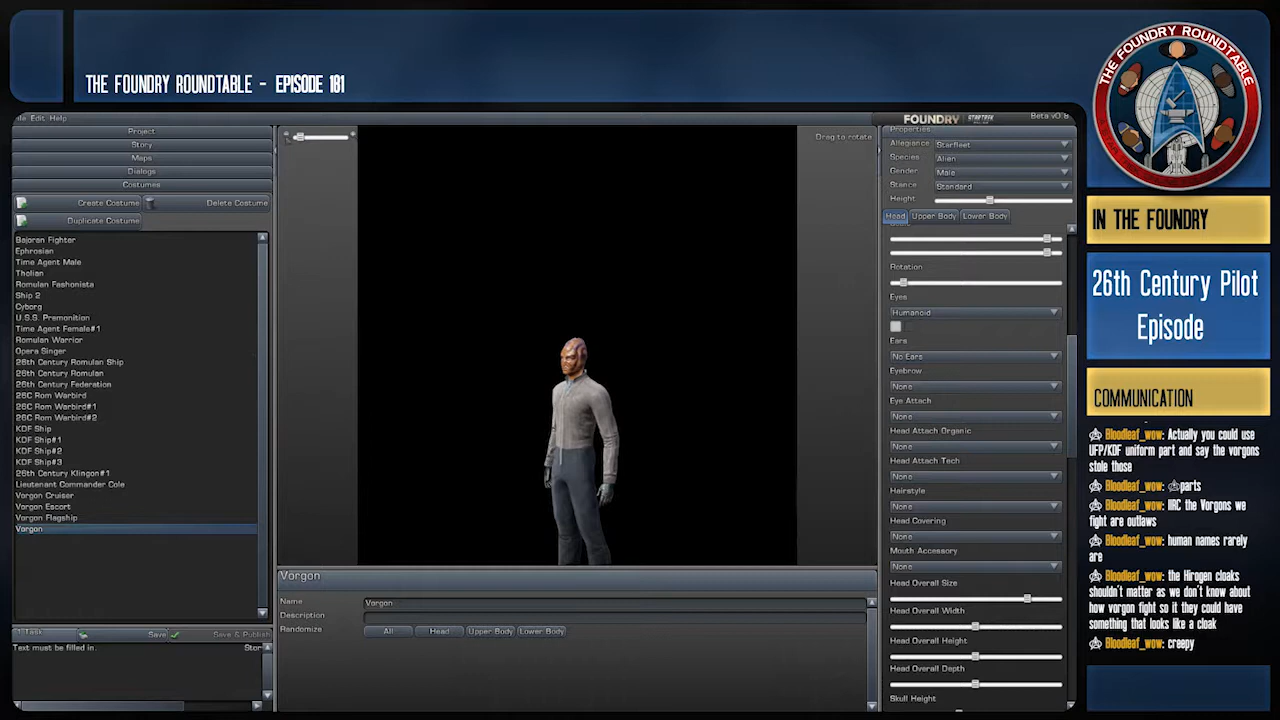 THE FOUNDRY ROUNDTABLE - EPISODE 181
THE FOUNDRY ROUNDTABLE
Edit Help
FOUNDRY STAR TREK Beta v0.8
Project
Story
Maps
Dialogs
Costumes
Create Costume
Delete Costume
Duplicate Costume
Bajoran Fighter
Ephrosian
Time Agent Male
Tholian
Romulan Fashionista
Ship 2
Cyborg
U.S.S. Premonition
Time Agent Female#1
Romulan Warrior
Opera Singer
26th Century Romulan Ship
26th Century Romulan
26th Century Federation
26C Rom Warbird
26C Rom Warbird#1
26C Rom Warbird#2
KDF Ship
KDF Ship#1
KDF Ship#2
KDF Ship#3
26th Century Klingon#1
Lieutenant Commander Cole
Vorgon Cruiser
Vorgon Escort
Vorgon Flagship
Vorgon
1 Task
Save
Save & Publish
Text must be filled in.
Stor
Drag to rotate
Vorgon
Name
Vorgon
Description
Randomize
All
Head
Upper Body
Lower Body
Properties
Allegiance
Starfleet
Species
Alien
Gender
Male
Stance
Standard
Height
Head
Upper Body
Lower Body
Rotation
Eyes
Humanoid
Ears
No Ears
Eyebrow
None
Eye Attach
None
Head Attach Organic
None
Head Attach Tech
None
Hairstyle
None
Head Covering
None
Mouth Accessory
None
Head Overall Size
Head Overall Width
Head Overall Height
Head Overall Depth
Skull Height
IN THE FOUNDRY
26th Century Pilot
Episode
COMMUNICATION
Bloodleaf_wow: Actually you could use
UFP/KDF uniform part and say the vorgons
stole those
Bloodleaf_wow: parts
Bloodleaf_wow: IIRC the Vorgons we
fight are outlaws
Bloodleaf_wow: human names rarely
are
Bloodleaf_wow: the Hirogen cloaks
shouldn't matter as we don't know about
how vorgon fight so it they could have
something that looks like a cloak
Bloodleaf_wow: creepy